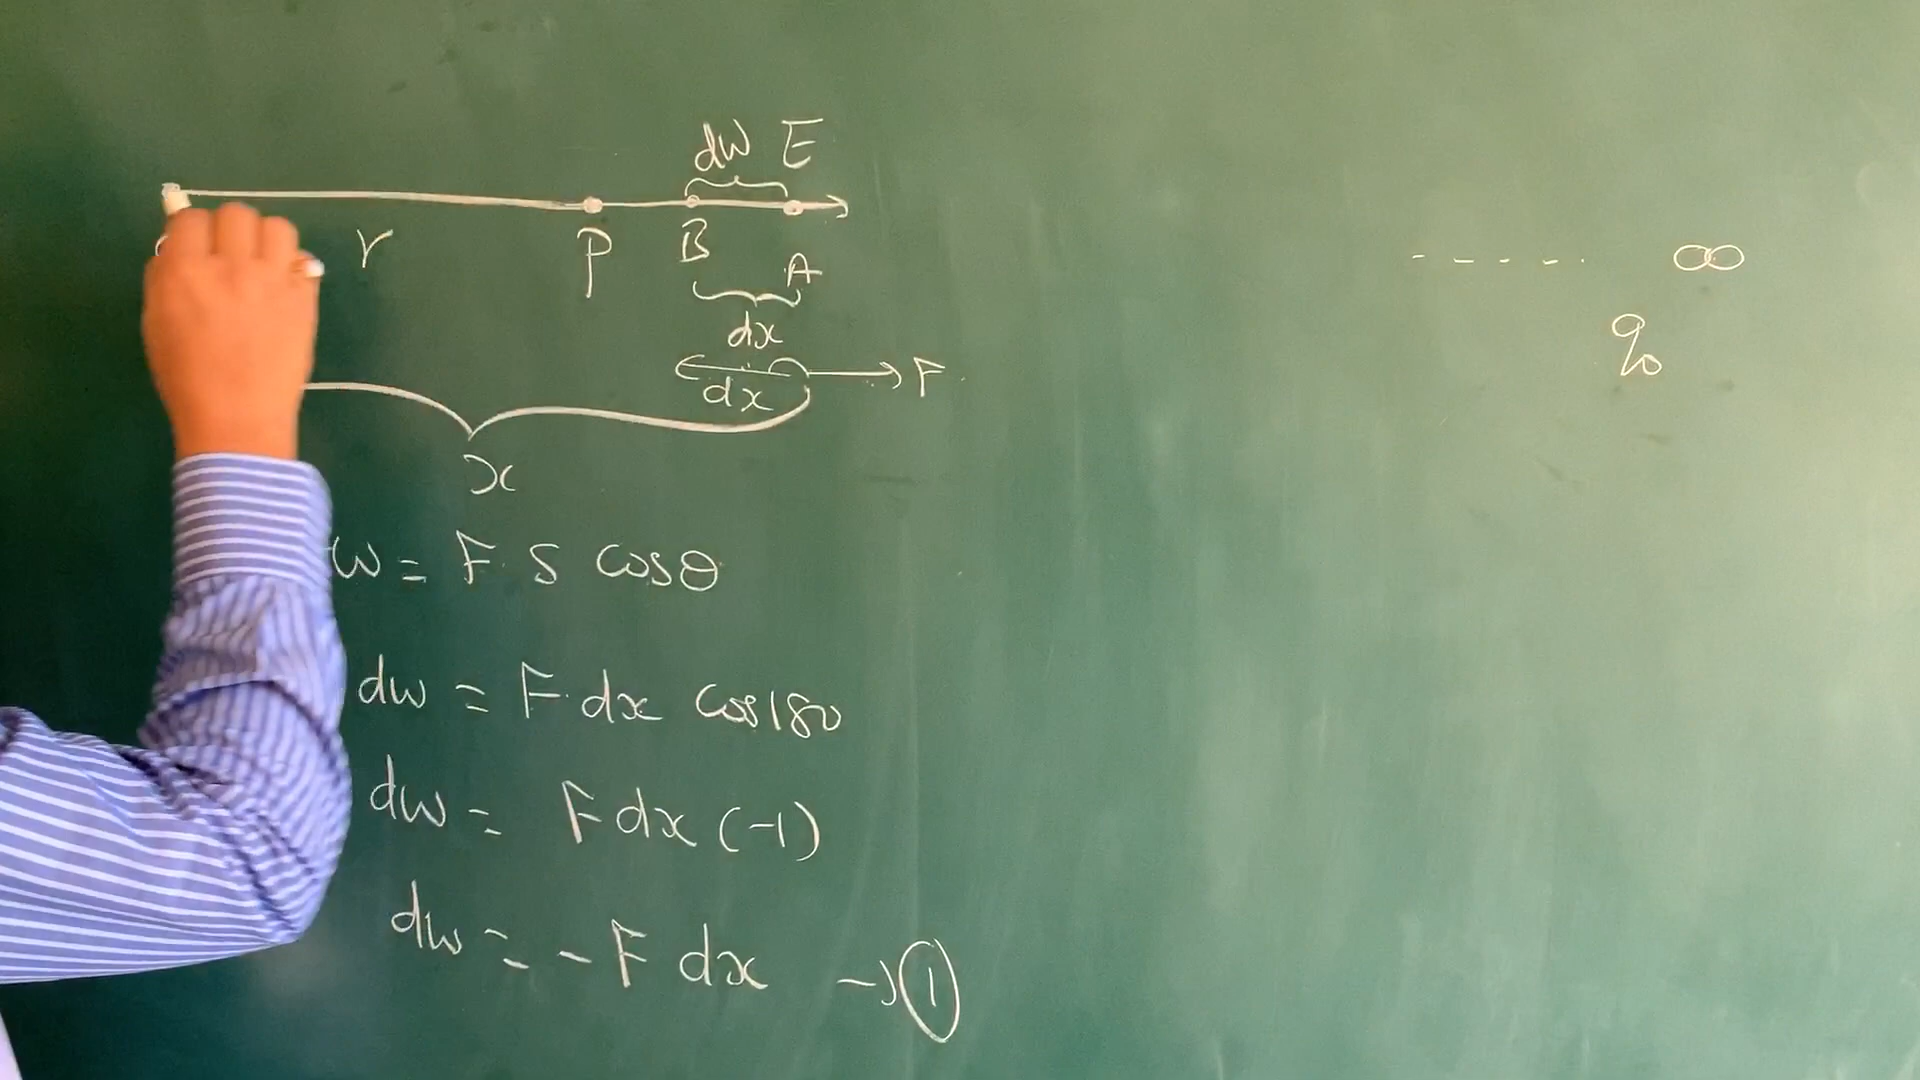 dw E
r P B A
dx
dx F
x
..... ∞
q₀
w = F. S cosθ
dw = F. dx cos180
dw = F dx (-1)
dw = - F dx → ①